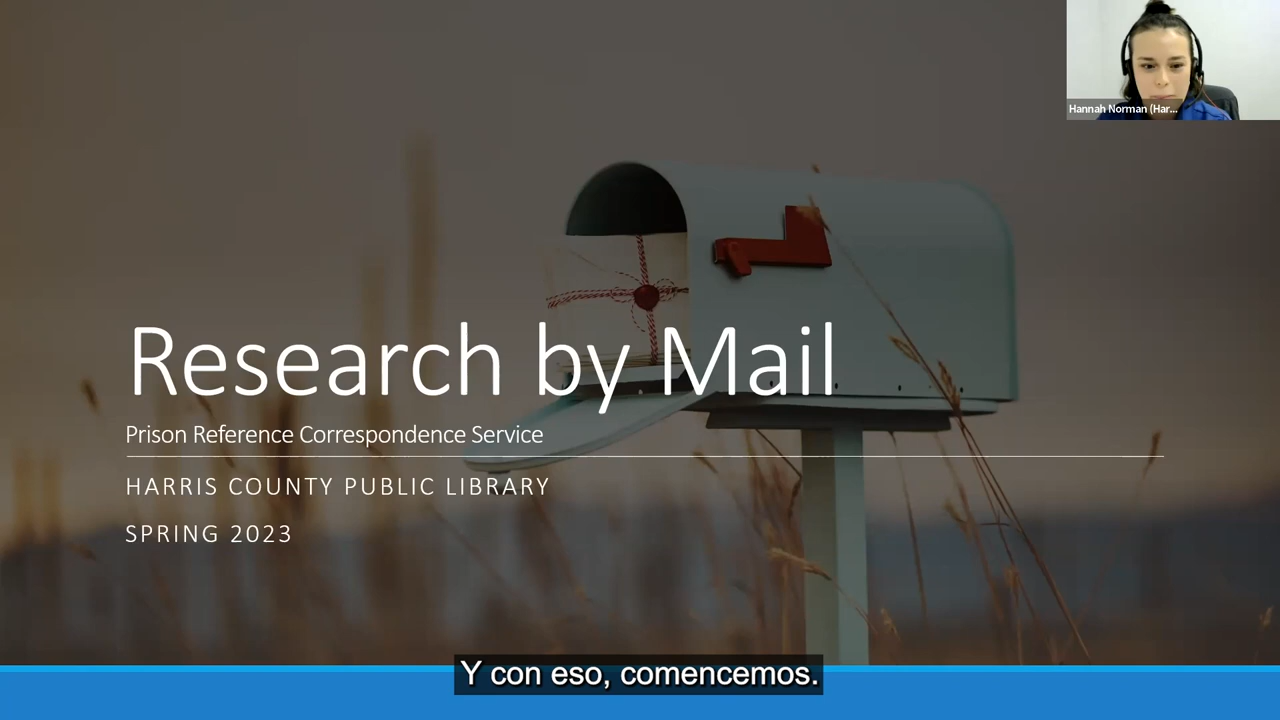 Hannah Norman (Har...
Research by Mail
Prison Reference Correspondence Service
HARRIS COUNTY PUBLIC LIBRARY
SPRING 2023
Y con eso, comencemos.